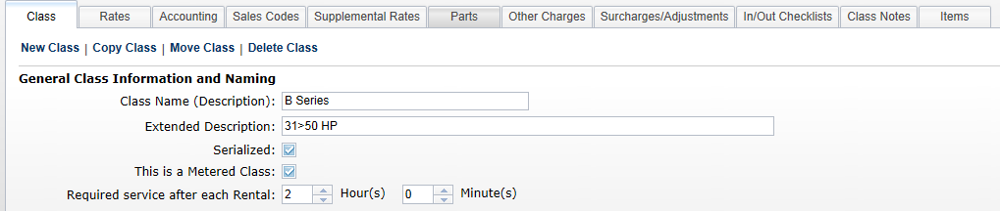 Class Rates Accounting Sales Codes Supplemental Rates Parts Other Charges Surcharges/Adjustments In/Out Checklists Class Notes Items
New Class | Copy Class | Move Class | Delete Class
General Class Information and Naming
Class Name (Description): B Series
Extended Description: 31>50 HP
Serialized:
This is a Metered Class:
Required service after each Rental: 2 Hour(s) 0 Minute(s)